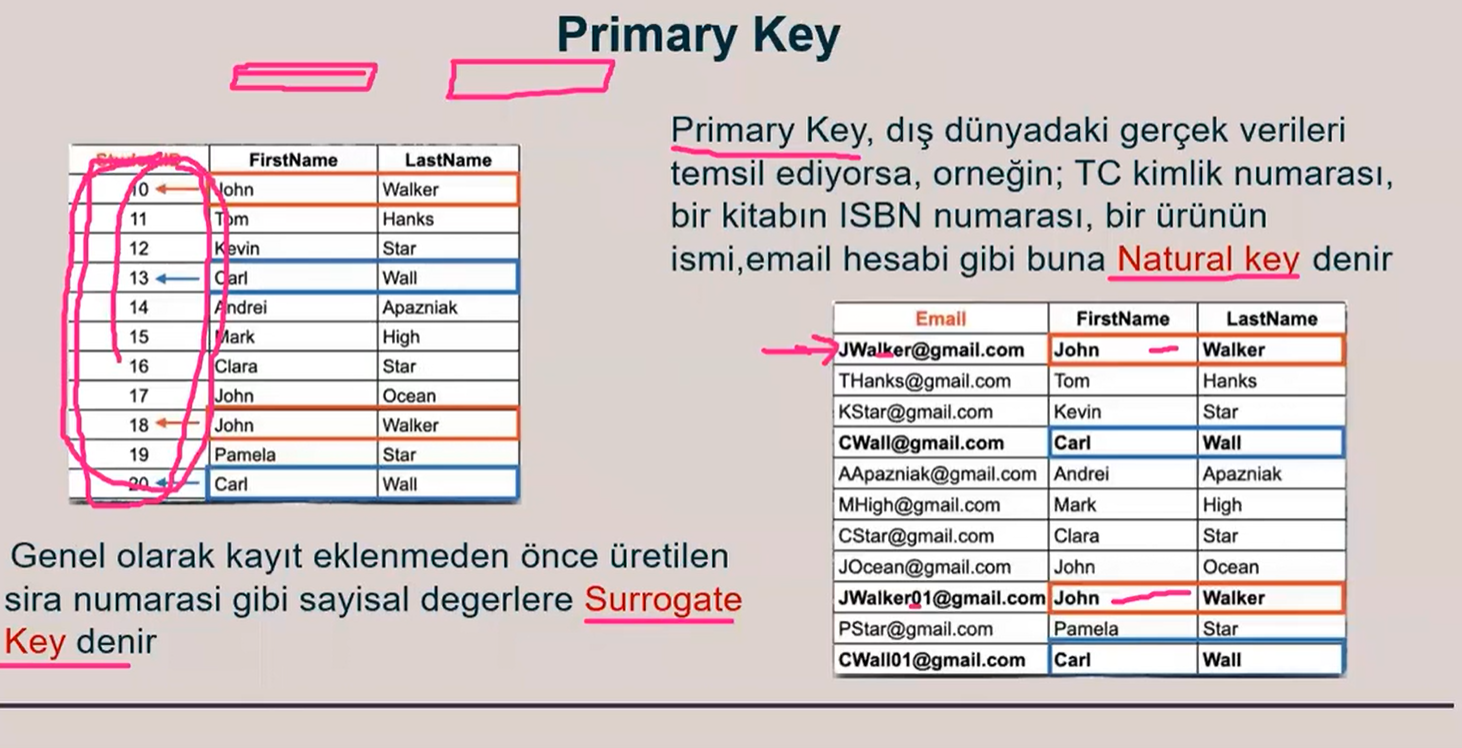 Primary Key
StudentID FirstName LastName
10 John Walker
11 Tom Hanks
12 Kevin Star
13 Carl Wall
14 Andrei Apazniak
15 Mark High
16 Clara Star
17 John Ocean
18 John Walker
19 Pamela Star
20 Carl Wall
Genel olarak kayıt eklenmeden önce üretilen
sira numarasi gibi sayisal degerlere Surrogate
Key denir
Primary Key, dış dünyadaki gerçek verileri
temsil ediyorsa, orneğin; TC kimlik numarası,
bir kitabın ISBN numarası, bir ürünün
ismi,email hesabi gibi buna Natural key denir
Email FirstName LastName
JWalker@gmail.com John Walker
THanks@gmail.com Tom Hanks
KStar@gmail.com Kevin Star
CWall@gmail.com Carl Wall
AApazniak@gmail.com Andrei Apazniak
MHigh@gmail.com Mark High
CStar@gmail.com Clara Star
JOcean@gmail.com John Ocean
JWalker01@gmail.com John Walker
PStar@gmail.com Pamela Star
CWall01@gmail.com Carl Wall